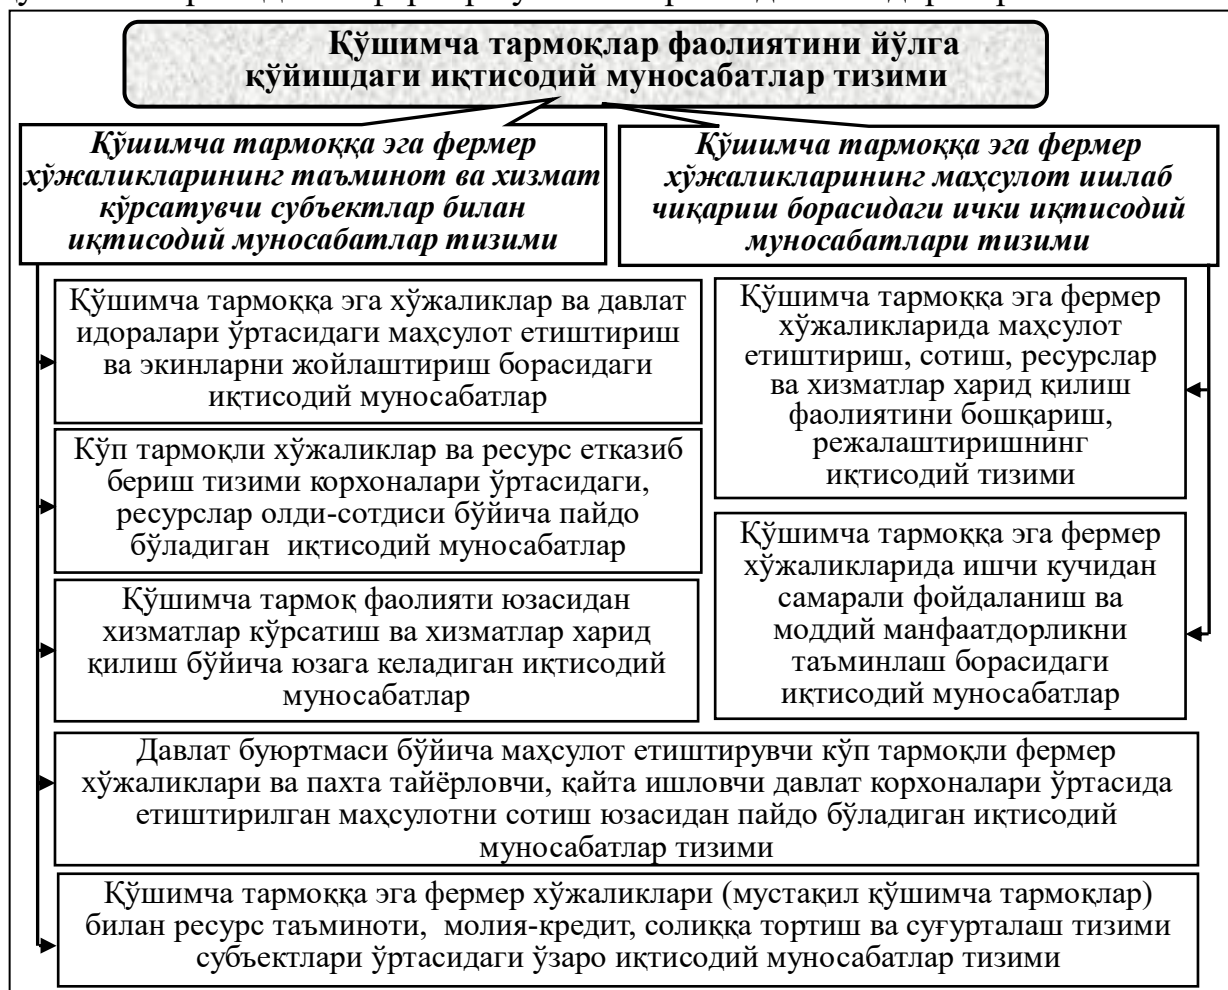 Қўшимча тармоқлар фаолиятини йўлга
қўйишдаги иқтисодий муносабатлар тизими
Қўшимча тармоққа эга фермер
хўжаликларининг таъминот ва хизмат
кўрсатувчи субъектлар билан
иқтисодий муносабатлар тизими
Қўшимча тармоққа эга фермер
хўжаликларининг маҳсулот ишлаб
чиқариш борасидаги ички иқтисодий
муносабатлари тизими
Қўшимча тармоққа эга хўжаликлар ва давлат
идоралари ўртасидаги маҳсулот етиштириш
ва экинларни жойлаштириш борасидаги
иқтисодий муносабатлар
Кўп тармоқли хўжаликлар ва ресурс етказиб
бериш тизими корхоналари ўртасидаги,
ресурслар олди-сотдиси бўйича пайдо
бўладиган иқтисодий муносабатлар
Қўшимча тармоқ фаолияти юзасидан
хизматлар кўрсатиш ва хизматлар харид
қилиш бўйича юзага келадиган иқтисодий
муносабатлар
Қўшимча тармоққа эга фермер
хўжаликларида маҳсулот
етиштириш, сотиш, ресурслар
ва хизматлар харид қилиш
фаолиятини бошқариш,
режалаштиришнинг
иқтисодий тизими
Қўшимча тармоққа эга фермер
хўжаликларида ишчи кучидан
самарали фойдаланиш ва
моддий манфаатдорликни
таъминлаш борасидаги
иқтисодий муносабатлар
Давлат буюртмаси бўйича маҳсулот етиштирувчи кўп тармоқли фермер
хўжаликлари ва пахта тайёрловчи, қайта ишловчи давлат корхоналари ўртасида
етиштирилган маҳсулотни сотиш юзасидан пайдо бўладиган иқтисодий
муносабатлар тизими
Қўшимча тармоққа эга фермер хўжаликлари (мустақил қўшимча тармоқлар)
билан ресурс таъминоти, молия-кредит, солиққа тортиш ва суғурталаш тизими
субъектлари ўртасидаги ўзаро иқтисодий муносабатлар тизими